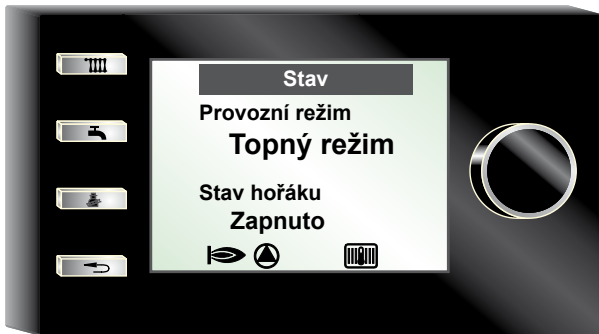 Stav
Provozní režim
Topný režim
Stav hořáku
Zapnuto